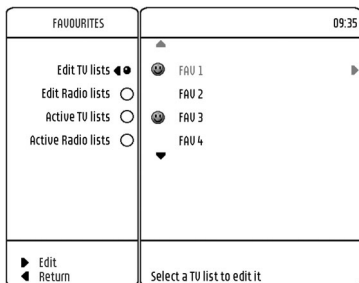 FAVOURITES
09:35
Edit TV lists
Edit Radio lists
Active TV lists
Active Radio lists
FAV 1
FAV 2
FAV 3
FAV 4
Edit
Return
Select a TV list to edit it